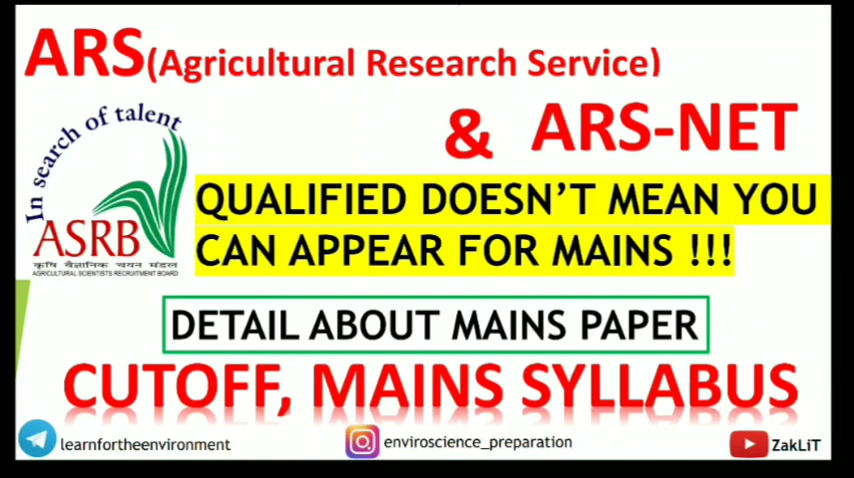 ARS(Agricultural Research Service)
& ARS-NET
In search of talent
ASRB
कृषि वैज्ञानिक चयन मंडल
AGRICULTURAL SCIENTISTS RECRUITMENT BOARD
QUALIFIED DOESN'T MEAN YOU
CAN APPEAR FOR MAINS !!!
DETAIL ABOUT MAINS PAPER
CUTOFF, MAINS SYLLABUS
learnfortheenvironment
enviroscience_preparation
ZakLiT